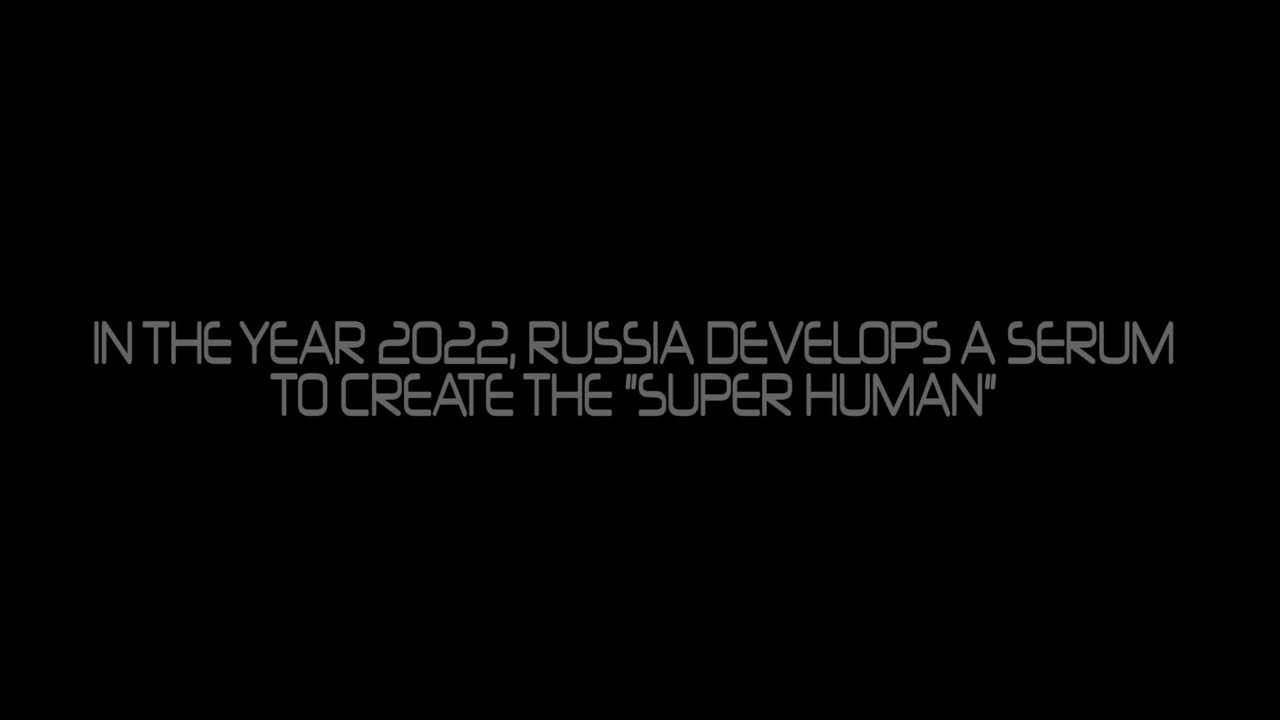 IN THE YEAR 2022, RUSSIA DEVELOPS A SERUM
TO CREATE THE "SUPER HUMAN"